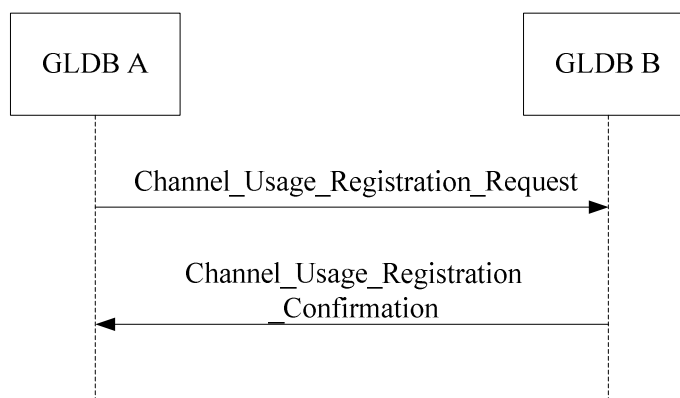 GLDB A
GLDB B
Channel_Usage_Registration_Request
Channel_Usage_Registration
_Confirmation